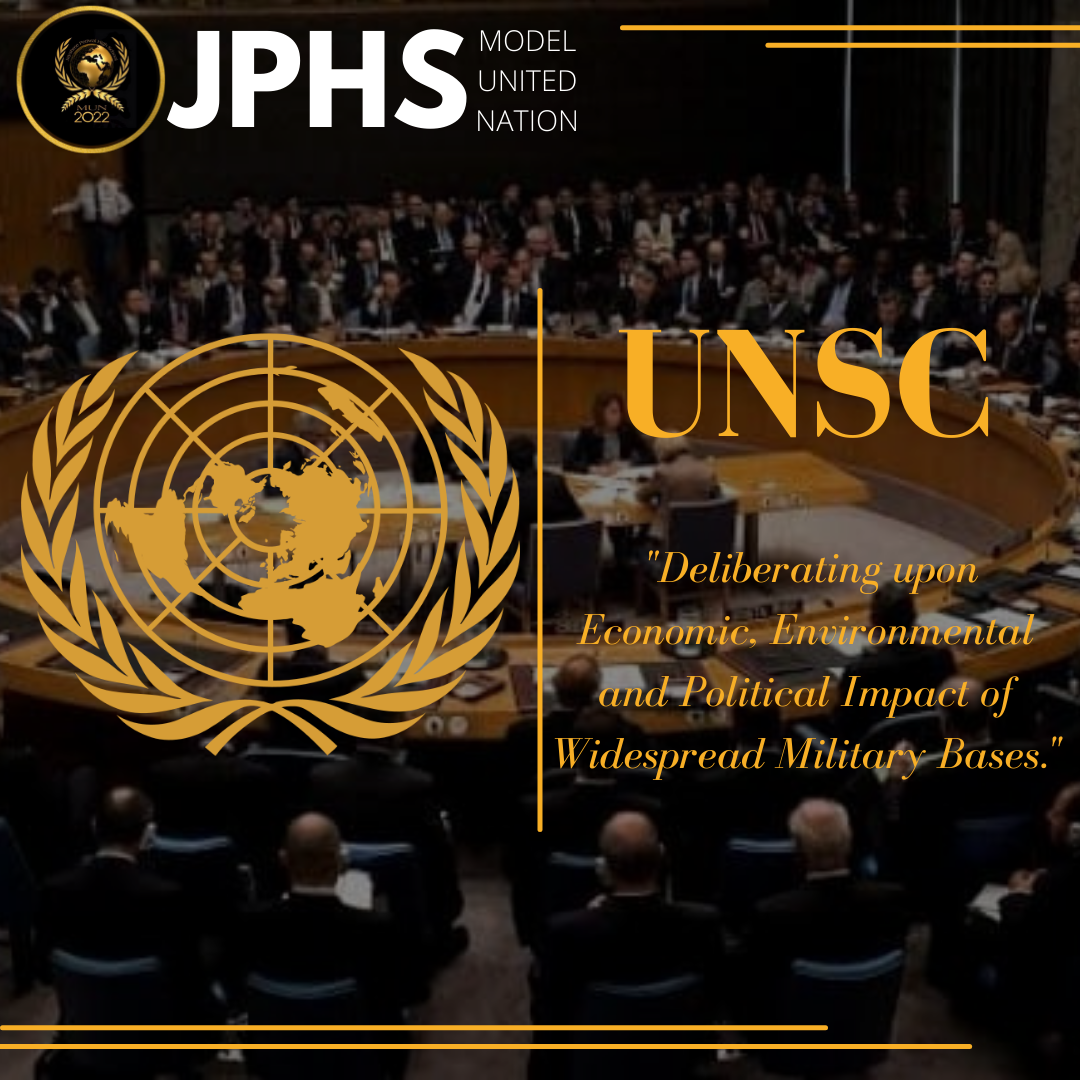 JPHS
MODEL
UNITED
NATION
MUN
2022
UNSC
"Deliberating upon
Economic, Environmental
and Political Impact of
Widespread Military Bases."